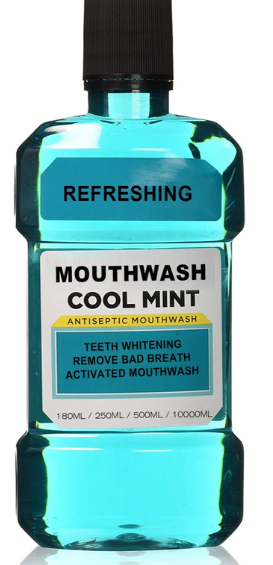 REFRESHING
MOUTHWASH
COOL MINT
ANTISEPTIC MOUTHWASH
TEETH WHITENING
REMOVE BAD BREATH
ACTIVATED MOUTHWASH
180ML / 250ML / 500ML / 10000ML